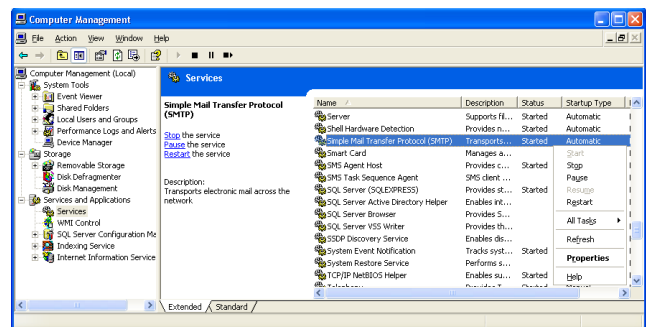 Computer Management
File Action View Window Help
Computer Management (Local)
System Tools
Event Viewer
Shared Folders
Local Users and Groups
Performance Logs and Alerts
Device Manager
Storage
Removable Storage
Disk Defragmenter
Disk Management
Services and Applications
Services
WMI Control
SQL Server Configuration Ma
Indexing Service
Internet Information Service
Services
Simple Mail Transfer Protocol
(SMTP)
Stop the service
Pause the service
Restart the service
Description:
Transports electronic mail across the
network
Name Description Status Startup Type
Server Supports fil... Started Automatic
Shell Hardware Detection Provides n... Started Automatic
Simple Mail Transfer Protocol (SMTP) Transports... Started Automatic
Smart Card Manages a...
SMS Agent Host Provides c... Started
SMS Task Sequence Agent SMS client ...
SQL Server (SQLEXPRESS) Provides st... Started
SQL Server Active Directory Helper Enables int...
SQL Server Browser Provides S...
SQL Server VSS Writer Provides th...
SSDP Discovery Service Enables dis...
System Event Notification Tracks syst... Started
System Restore Service Performs s...
TCP/IP NetBIOS Helper Enables su... Started
Start
Stop
Pause
Resume
Restart
All Tasks
Refresh
Properties
Help
Extended Standard